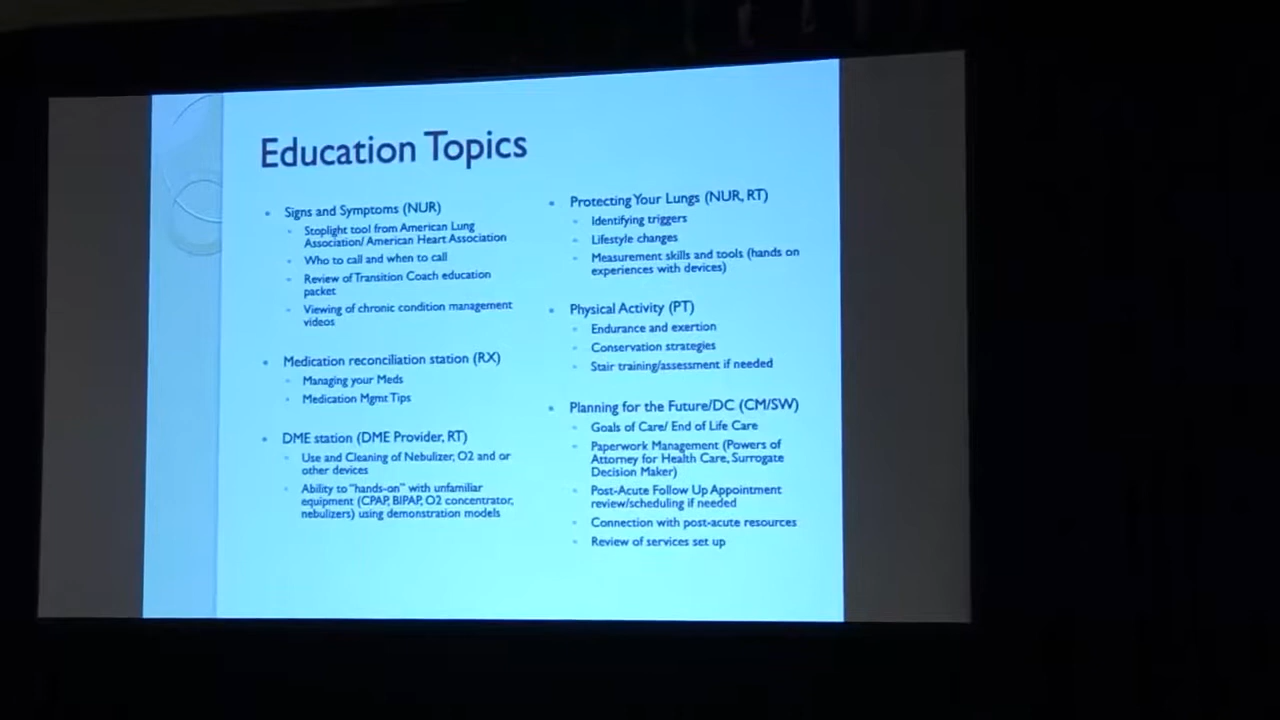 Education Topics
Signs and Symptoms (NUR)
Stoplight tool from American Lung
Association/ American Heart Association
Who to call and when to call
Review of Transition Coach education
packet
Viewing of chronic condition management
videos
Medication reconciliation station (RX)
Managing your Meds
Medication Mgmt Tips
DME station (DME Provider, RT)
Use and Cleaning of Nebulizer, O2 and or
other devices
Ability to "hands-on" with unfamiliar
equipment (CPAP, BIPAP, O2 concentrator,
nebulizers) using demonstration models
Protecting Your Lungs (NUR, RT)
Identifying triggers
Lifestyle changes
Measurement skills and tools (hands on
experiences with devices)
Physical Activity (PT)
Endurance and exertion
Conservation strategies
Stair training/assessment if needed
Planning for the Future/DC (CM/SW)
Goals of Care/ End of Life Care
Paperwork Management (Powers of
Attorney for Health Care, Surrogate
Decision Maker)
Post-Acute Follow Up Appointment
review/scheduling if needed
Connection with post-acute resources
Review of services set up